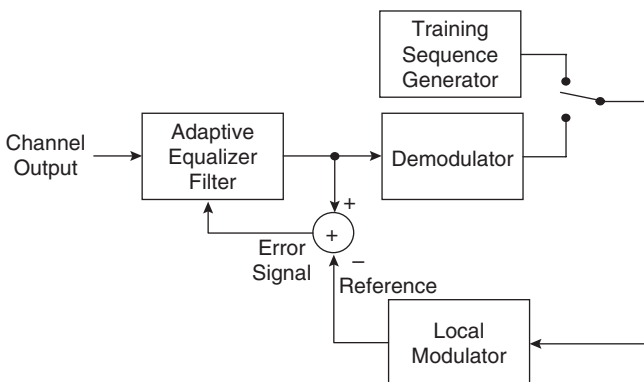 Training
Sequence
Generator
Channel
Output
Adaptive
Equalizer
Filter
Demodulator
+
+
Error
Signal
–
Reference
Local
Modulator